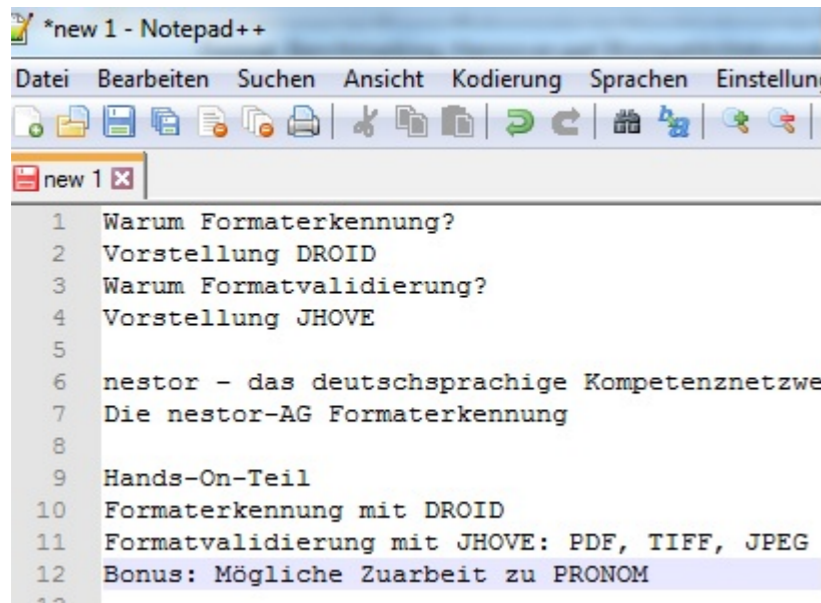 *new 1 - Notepad++
Datei Bearbeiten Suchen Ansicht Kodierung Sprachen
new 1
1 Warum Formaterkennung?
2 Vorstellung DROID
3 Warum Formatvalidierung?
4 Vorstellung JHOVE
5
6 nestor – das deutschsprachige
7 Die nestor-AG Formaterkennung
8
9 Hands-On-Teil
10 Formaterkennung mit DROID
11 Formatvalidierung mit JHOVE: PDF, TIFF, JPEG
12 Bonus: Mögliche Zuarbeit zu PRONOM